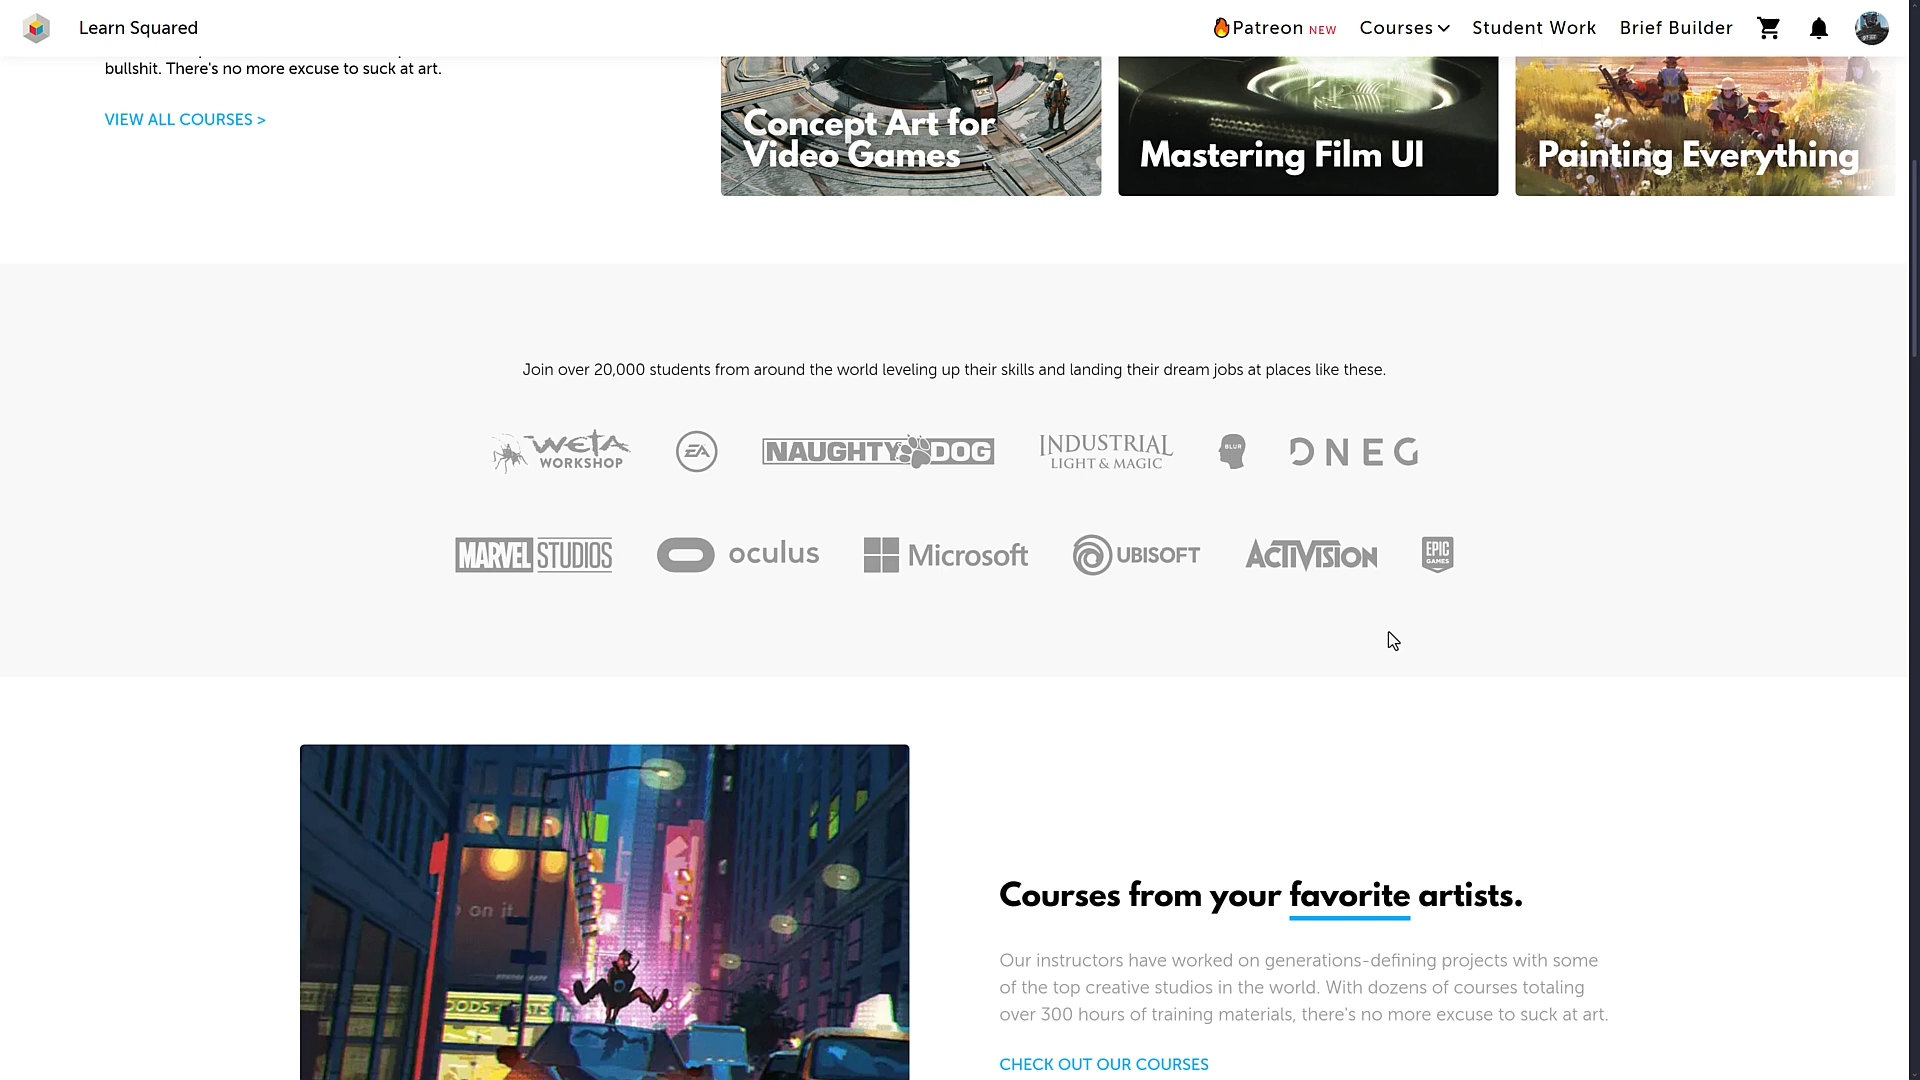 Learn Squared
Patreon NEW
Courses
Student Work
Brief Builder
bullshit. There's no more excuse to suck at art.
VIEW ALL COURSES >
Concept Art for
Video Games
Mastering Film UI
Painting Everything
Join over 20,000 students from around the world leveling up their skills and landing their dream jobs at places like these.
WETA
WORKSHOP
EA
NAUGHTY DOG
INDUSTRIAL
LIGHT & MAGIC
BLUR
DNEG
MARVEL STUDIOS
oculus
Microsoft
UBISOFT
ACTIVISION
EPIC
GAMES
on it.
Courses from your favorite artists.
Our instructors have worked on generations-defining projects with some
of the top creative studios in the world. With dozens of courses totaling
over 300 hours of training materials, there's no more excuse to suck at art.
CHECK OUT OUR COURSES